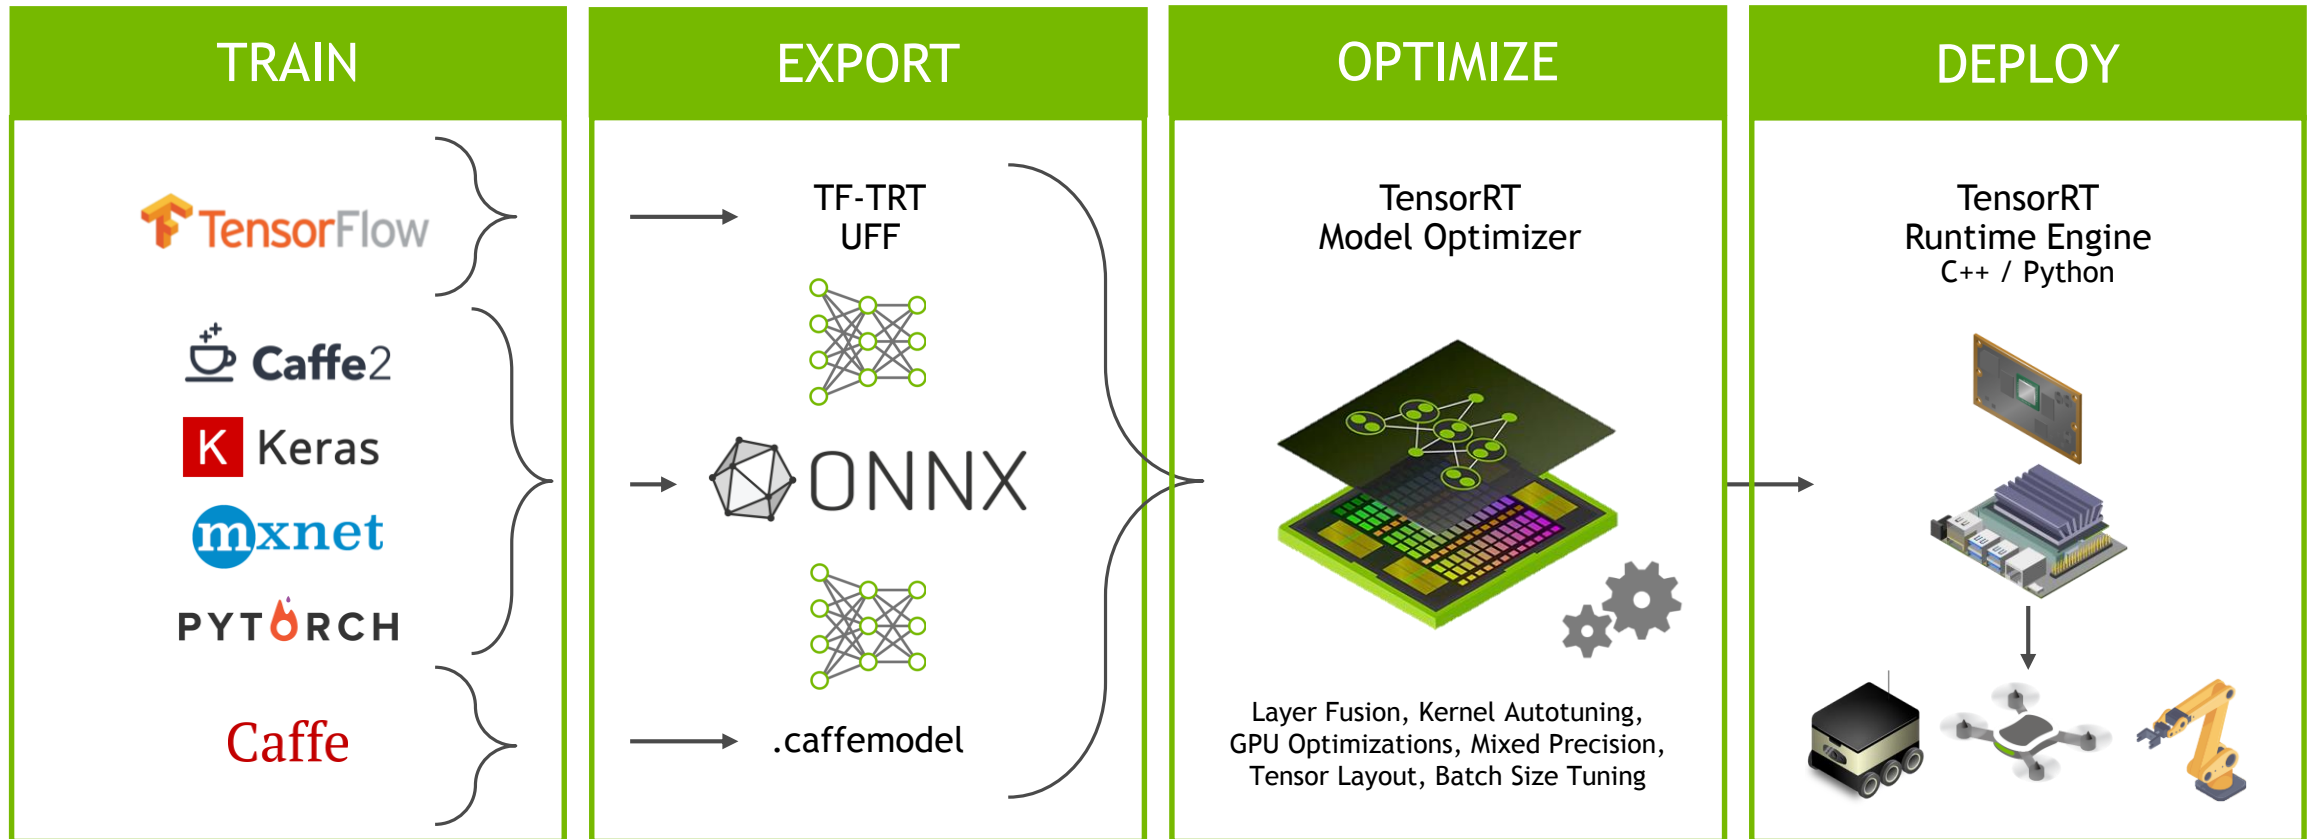 TRAIN
TensorFlow
Caffe2
K Keras
mxnet
PYTORCH
Caffe
EXPORT
TF-TRT
UFF
ONNX
.caffemodel
OPTIMIZE
TensorRT
Model Optimizer
Layer Fusion, Kernel Autotuning,
GPU Optimizations, Mixed Precision,
Tensor Layout, Batch Size Tuning
DEPLOY
TensorRT
Runtime Engine
C++ / Python